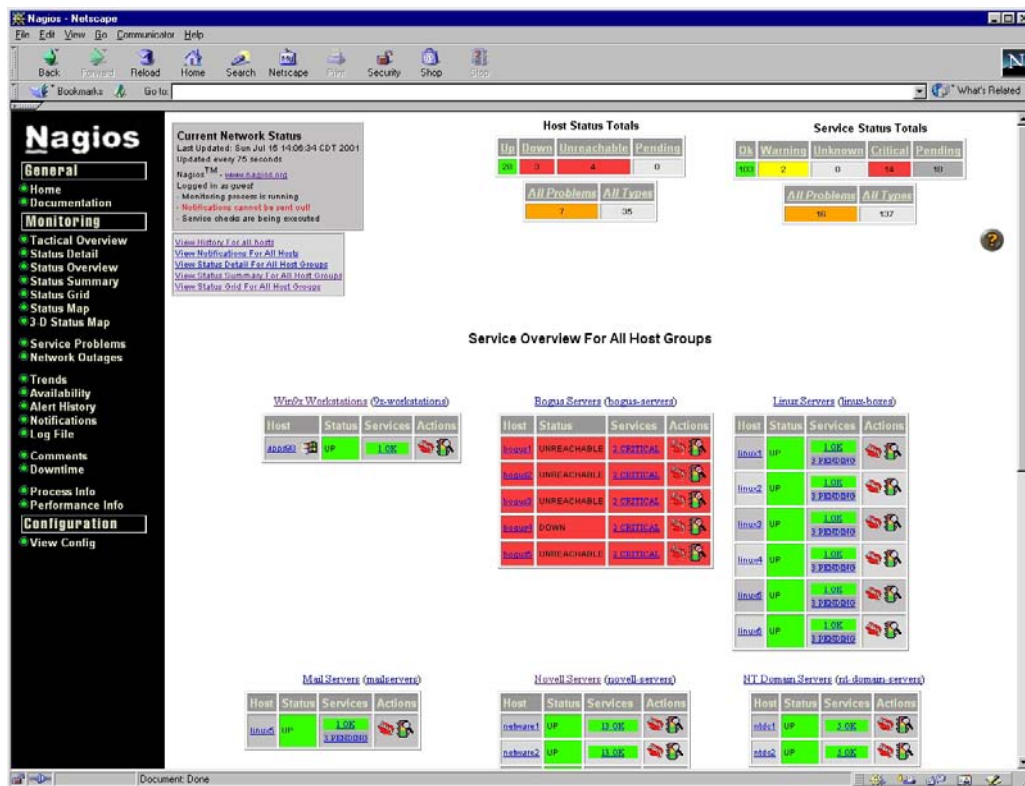 Nagios - Netscape
File Edit View Go Communicator Help
Back Forward Reload Home Search Netscape Print Security Shop Stop
Bookmarks Go to: What's Related
Nagios
General
Home
Documentation
Monitoring
Tactical Overview
Status Detail
Status Overview
Status Summary
Status Grid
Status Map
3-D Status Map
Service Problems
Network Outages
Trends
Availability
Alert History
Notifications
Log File
Comments
Downtime
Process Info
Performance Info
Configuration
View Config
Current Network Status
Last Updated: Sun Jul 15 14:06:34 CDT 2001
Updated every 75 seconds
Nagios™ - www.nagios.org
Logged in as guest
- Monitoring process is running
- Notifications cannot be sent out!
- Service checks are being executed
View History For all hosts
View Notifications For All Hosts
View Status Detail For All Host Groups
View Status Summary For All Host Groups
View Status Grid For All Host Groups
Host Status Totals
Up Down Unreachable Pending
28 3 4 0
All Problems All Types
7 35
Service Status Totals
Ok Warning Unknown Critical Pending
103 2 0 14 18
All Problems All Types
16 137
?
Service Overview For All Host Groups
Win9x Workstations (9x-workstations)
Host Status Services Actions
UP 1 OK
Bogus Servers (bogus-servers)
Host Status Services Actions
bogus1 UNREACHABLE 2 CRITICAL
bogus2 UNREACHABLE 2 CRITICAL
bogus3 UNREACHABLE 2 CRITICAL
bogus4 DOWN 2 CRITICAL
bogus5 UNREACHABLE 2 CRITICAL
Linux Servers (linux-boxes)
Host Status Services Actions
linux1 UP 1 OK
3 PENDING
linux2 UP 1 OK
3 PENDING
linux3 UP 1 OK
3 PENDING
linux4 UP 1 OK
3 PENDING
linux5 UP 1 OK
3 PENDING
linux6 UP 1 OK
3 PENDING
Mail Servers (mailservers)
Host Status Services Actions
linux5 UP 1 OK
3 PENDING
Novell Servers (novell-servers)
Host Status Services Actions
netware1 UP 13 OK
netware2 UP 13 OK
NT Domain Servers (nt-domain-servers)
Host Status Services Actions
ntdc1 UP 5 OK
ntdc2 UP 5 OK
Document: Done